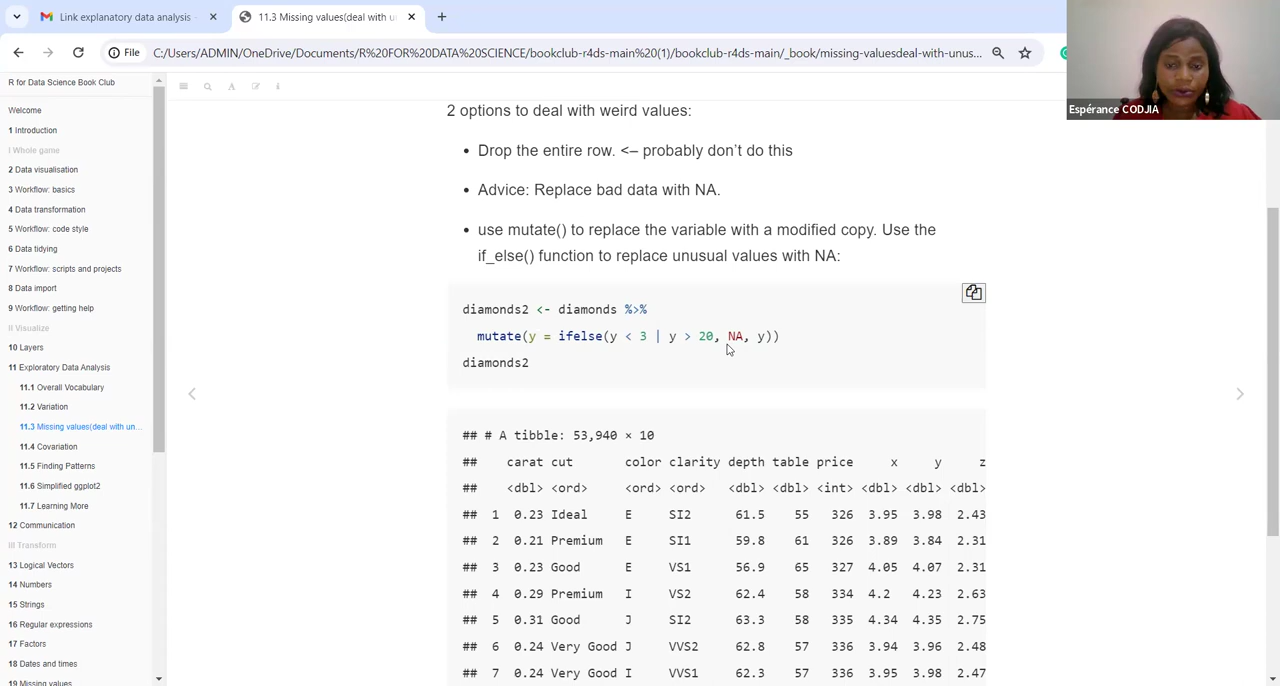 Link explanatory data analysis
11.3 Missing values(deal with u
File
C:/Users/ADMIN/OneDrive/Documents/R%20FOR%20DATA%20SCIENCE/bookclub-r4ds-main%20(1)/bookclub-r4ds-main/_book/missing-valuesdeal-with-unus...
Espérance CODJIA
R for Data Science Book Club
Welcome
1 Introduction
I Whole game
2 Data visualisation
3 Workflow: basics
4 Data transformation
5 Workflow: code style
6 Data tidying
7 Workflow: scripts and projects
8 Data import
9 Workflow: getting help
II Visualize
10 Layers
11 Exploratory Data Analysis
11.1 Overall Vocabulary
11.2 Variation
11.3 Missing values(deal with un...
11.4 Covariation
11.5 Finding Patterns
11.6 Simplified ggplot2
11.7 Learning More
12 Communication
III Transform
13 Logical Vectors
14 Numbers
15 Strings
16 Regular expressions
17 Factors
18 Dates and times
19 Missing values
2 options to deal with weird values:
• Drop the entire row. <– probably don't do this
• Advice: Replace bad data with NA.
• use mutate() to replace the variable with a modified copy. Use the
if_else() function to replace unusual values with NA:
diamonds2 <- diamonds %>%
mutate(y = ifelse(y < 3 | y > 20, NA, y))
diamonds2
## # A tibble: 53,940 × 10
## carat cut color clarity depth table price x y z
## <dbl> <ord> <ord> <ord> <dbl> <dbl> <int> <dbl> <dbl> <dbl>
## 1 0.23 Ideal E SI2 61.5 55 326 3.95 3.98 2.43
## 2 0.21 Premium E SI1 59.8 61 326 3.89 3.84 2.31
## 3 0.23 Good E VS1 56.9 65 327 4.05 4.07 2.31
## 4 0.29 Premium I VS2 62.4 58 334 4.2 4.23 2.63
## 5 0.31 Good J SI2 63.3 58 335 4.34 4.35 2.75
## 6 0.24 Very Good J VVS2 62.8 57 336 3.94 3.96 2.48
## 7 0.24 Very Good I VVS1 62.3 57 336 3.95 3.98 2.47